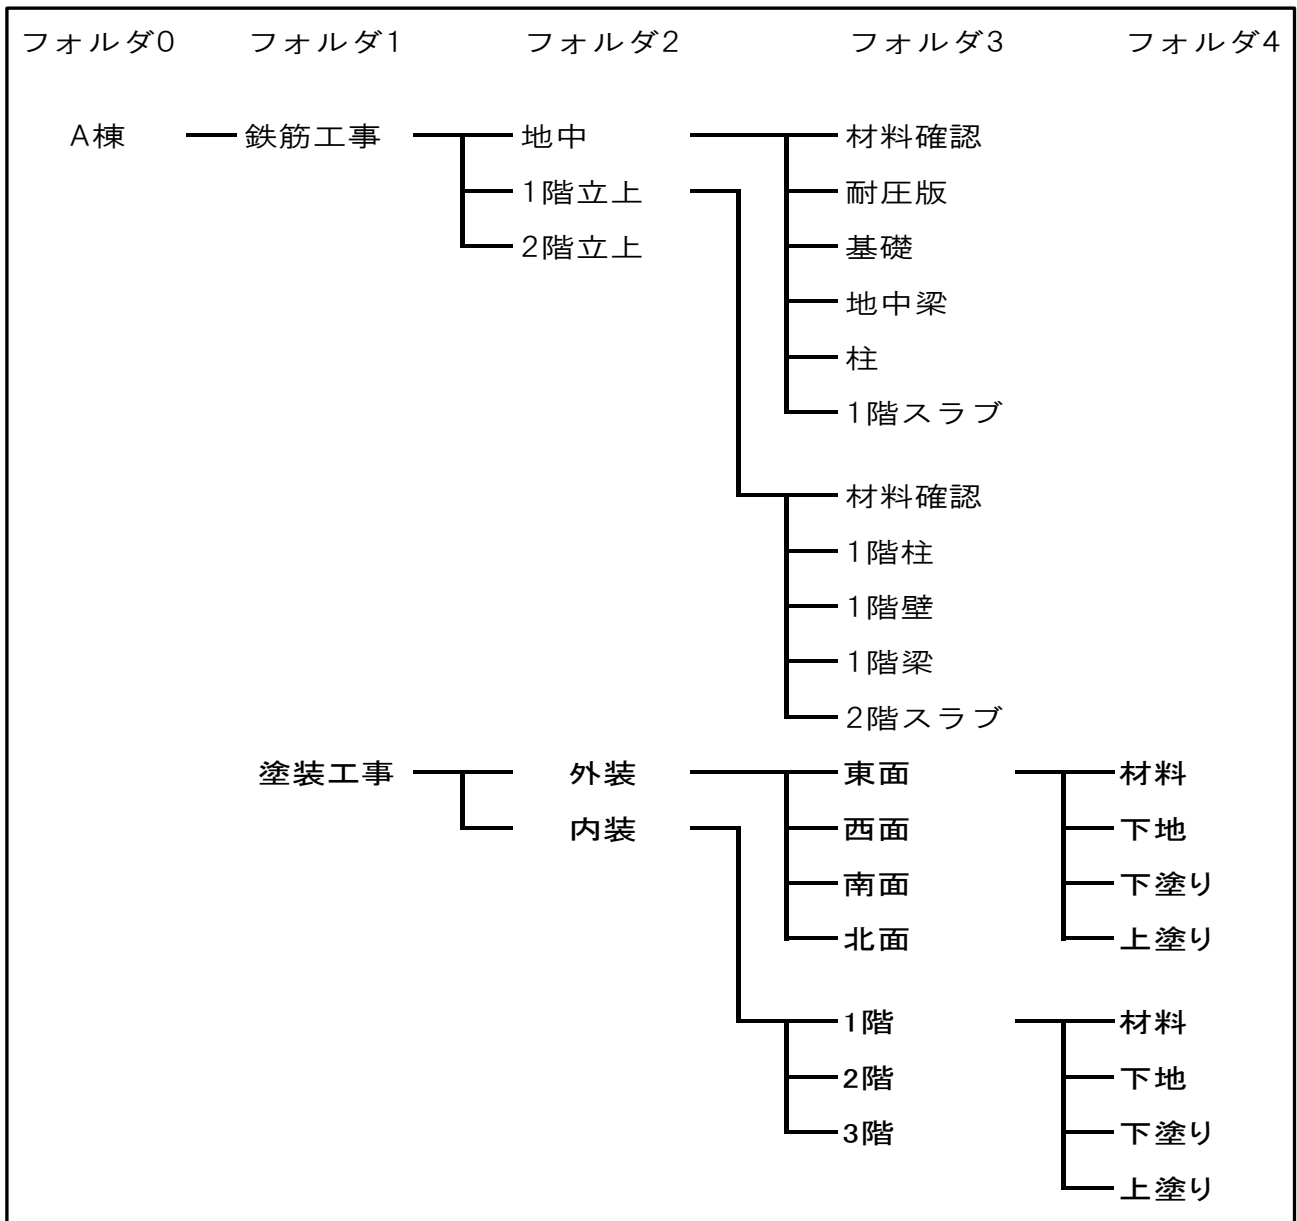 フォルダ0 フォルダ1 フォルダ2 フォルダ3 フォルダ4
A棟 鉄筋工事 地中 材料確認
1階立上 耐圧版
2階立上 基礎
地中梁
柱
1階スラブ
材料確認
1階柱
1階壁
1階梁
2階スラブ
塗装工事 外装 東面 材料
内装 西面 下地
南面 下塗り
北面 上塗り
1階 材料
2階 下地
3階 下塗り
上塗り